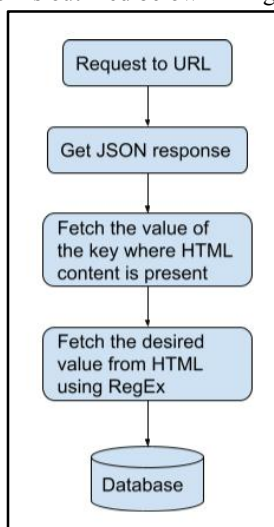 Request to URL
Get JSON response
Fetch the value of
the key where HTML
content is present
Fetch the desired
value from HTML
using RegEx
Database